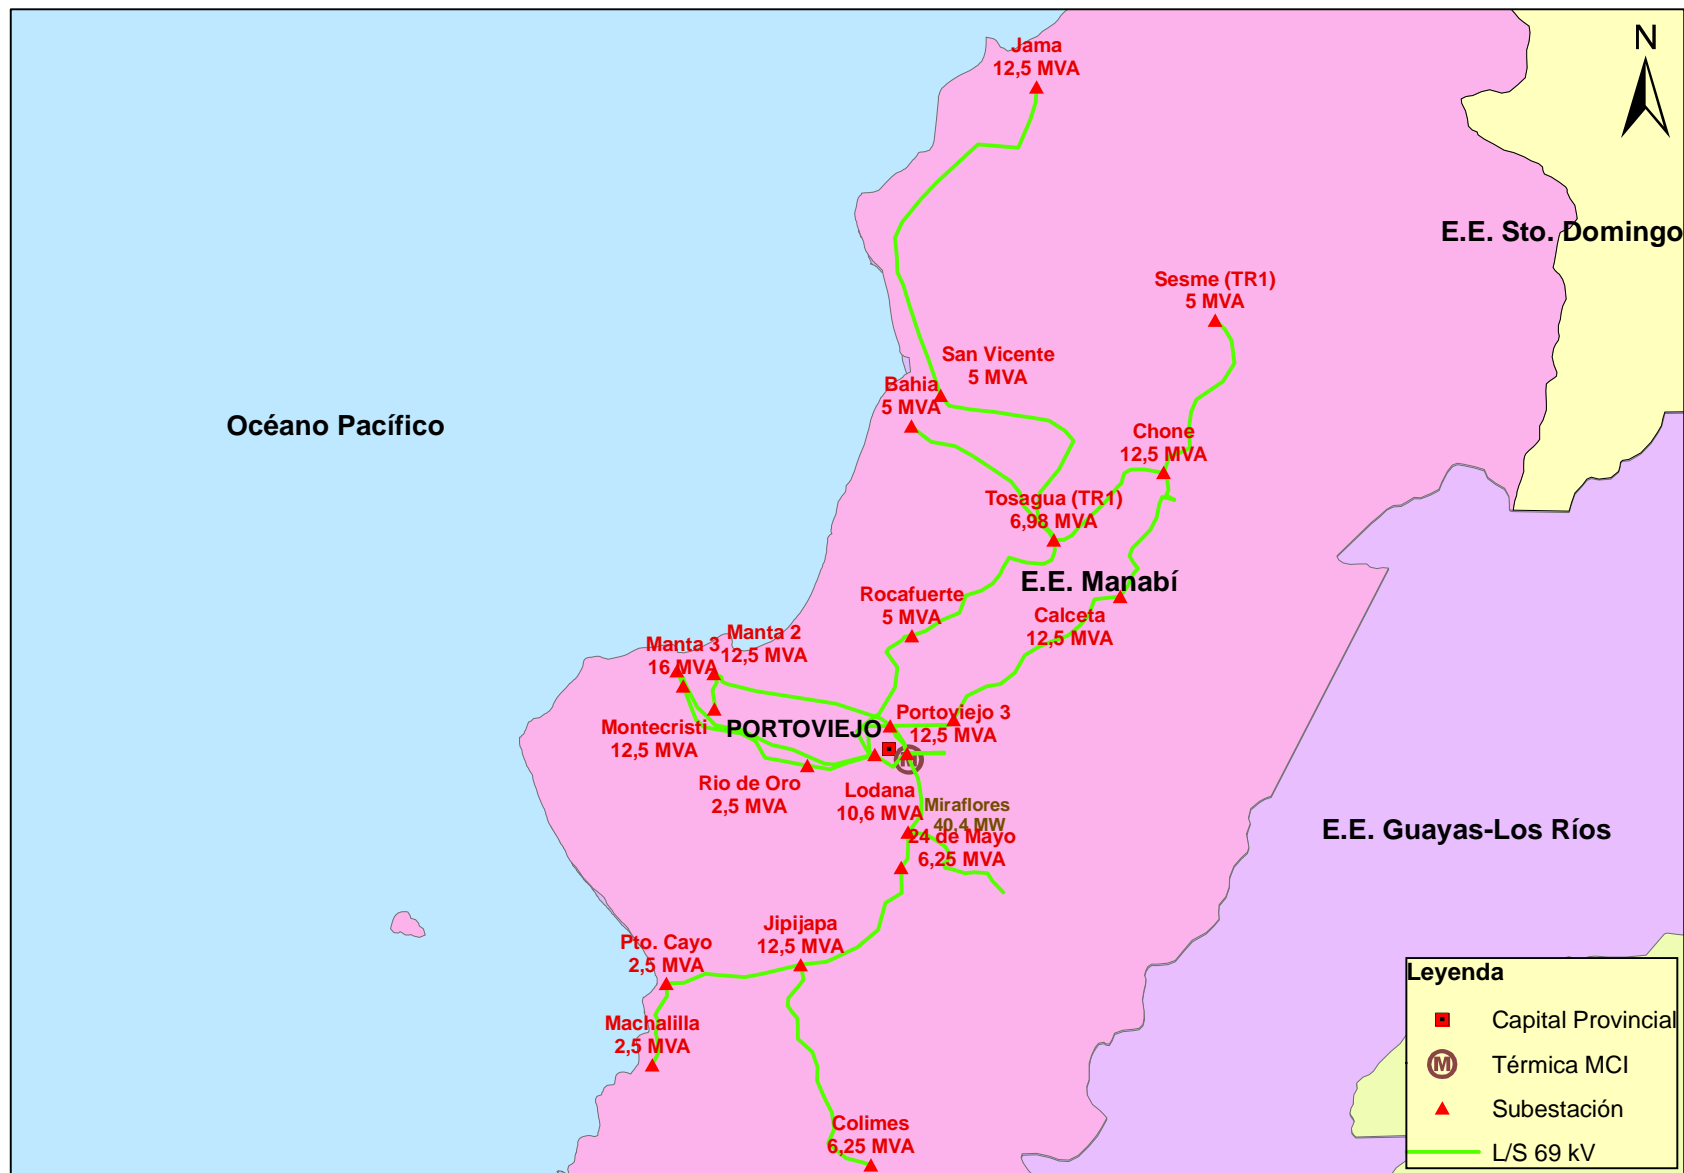 Jama
12,5 MVA
N
E.E. Sto. Domingo
Sesme (TR1)
5 MVA
San Vicente
5 MVA
Bahia
5 MVA
Océano Pacífico
Chone
12,5 MVA
Tosagua (TR1)
6,98 MVA
E.E. Manabí
Rocafuerte
5 MVA
Calceta
12,5 MVA
Manta 2
12,5 MVA
Manta 3
16 MVA
Montecristi
12,5 MVA
PORTOVIEJO
Portoviejo 3
12,5 MVA
M
Rio de Oro
2,5 MVA
Lodana
10,6 MVA
Miraflores
40,4 MW
24 de Mayo
6,25 MVA
E.E. Guayas-Los Ríos
Jipijapa
12,5 MVA
Pto. Cayo
2,5 MVA
Machalilla
2,5 MVA
Colimes
6,25 MVA
Leyenda
Capital Provincial
M Térmica MCI
Subestación
L/S 69 kV